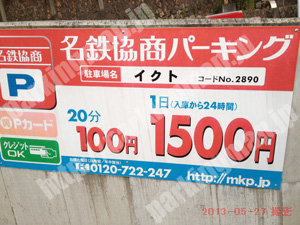 名鉄協商
名鉄協商パーキング
駐車場名 イクト コードNo.2890
P
Pカード
クレジット
OK
20分
100円
1日(入庫から24時間)
1500円
0120-722-247
http://mkp.jp
2013-05-27